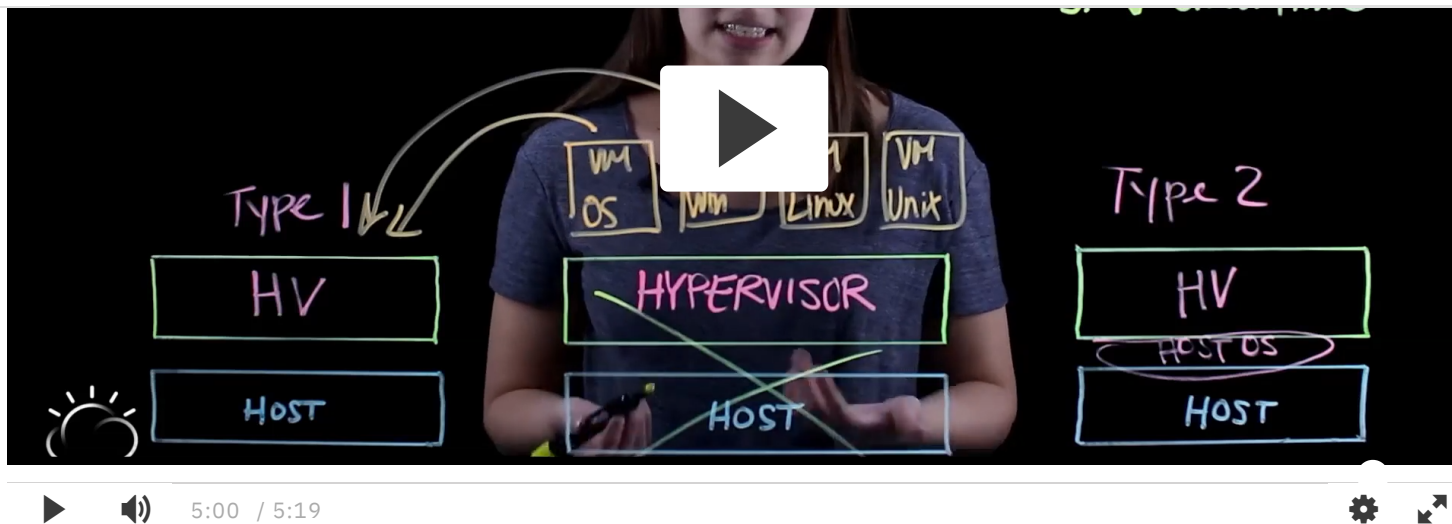 VM
OS
Win
Linux
VM
Unix
Type 1
HV
HOST
HYPERVISOR
HOST
Type 2
HV
HOST OS
HOST
5:00 / 5:19